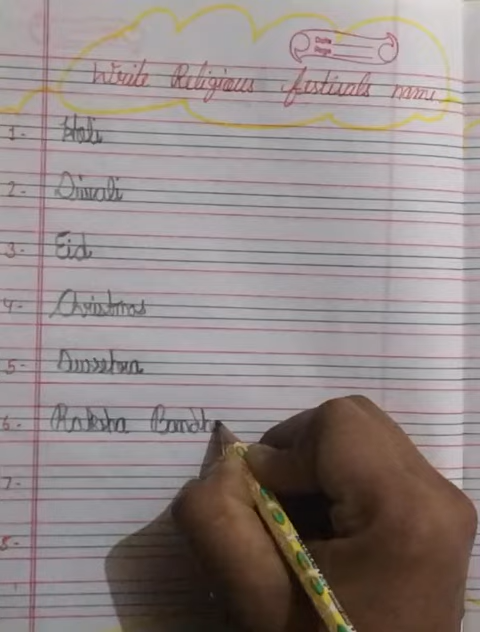 Date
Page
Write Religious festivals name
1- Holi
2- Diwali
3- Eid
4- Christmas
5- Dussehra
6- Raksha Bandh
7-
8-